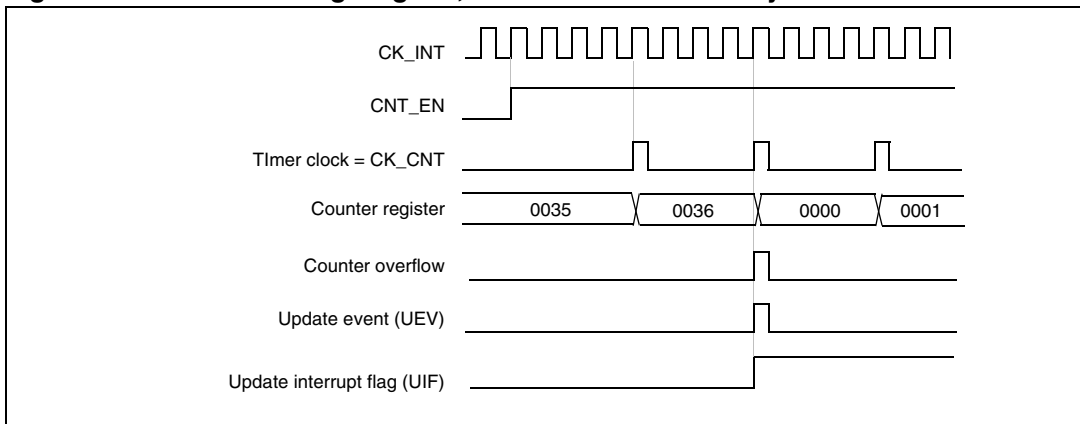 CK_INT
CNT_EN
TImer clock = CK_CNT
Counter register 0035 0036 0000 0001
Counter overflow
Update event (UEV)
Update interrupt flag (UIF)